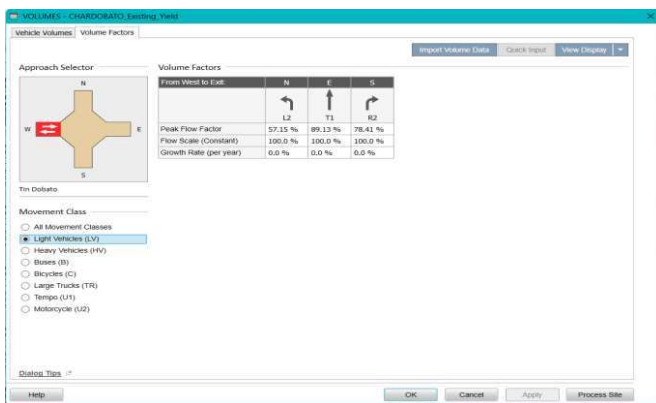 VOLUMES - CHARDOBATO_Existing_Yield
Vehicle Volumes Volume Factors
Import Volume Data Quick Input View Display
Approach Selector Volume Factors
N
W E
S
Tin Dobato
From West to Exit: N E S
L2 T1 R2
Peak Flow Factor 57.15 % 89.13 % 78.41 %
Flow Scale (Constant) 100.0 % 100.0 % 100.0 %
Growth Rate (per year) 0.0 % 0.0 % 0.0 %
Movement Class
All Movement Classes
Light Vehicles (LV)
Heavy Vehicles (HV)
Buses (B)
Bicycles (C)
Large Trucks (TR)
Tempo (U1)
Motorcycle (U2)
Dialog Tips
Help OK Cancel Apply Process Site